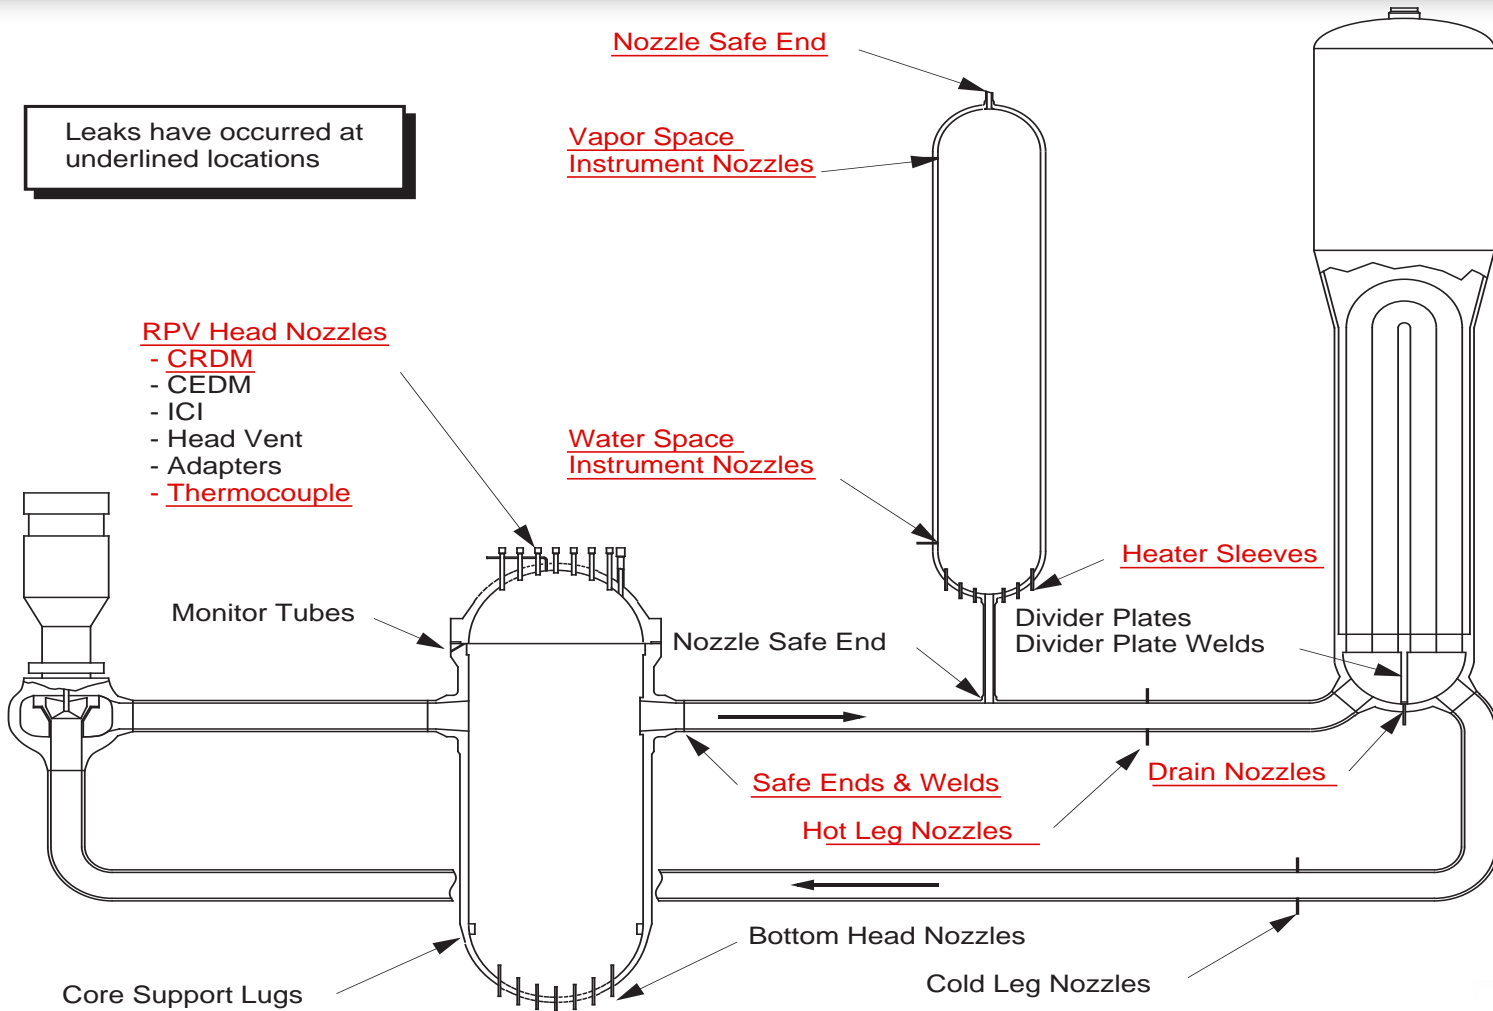 Nozzle Safe End
Leaks have occurred at
underlined locations
Vapor Space
Instrument Nozzles
RPV Head Nozzles
- CRDM
- CEDM
- ICI
- Head Vent
- Adapters
- Thermocouple
Water Space
Instrument Nozzles
Heater Sleeves
Monitor Tubes
Nozzle Safe End
Divider Plates
Divider Plate Welds
Safe Ends & Welds
Drain Nozzles
Hot Leg Nozzles
Bottom Head Nozzles
Cold Leg Nozzles
Core Support Lugs